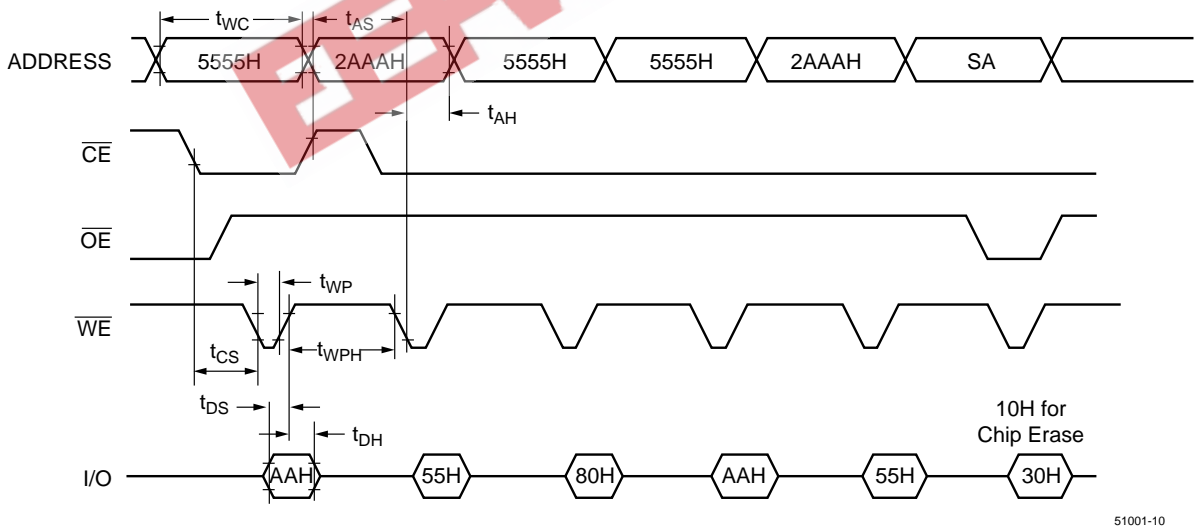 tWC
tAS
ADDRESS
5555H
2AAAH
5555H
5555H
2AAAH
SA
tAH
CE
OE
tWP
WE
tCS
tWPH
tDS
10H for
Chip Erase
tDH
I/O
AAH
55H
80H
AAH
55H
30H
51001-10